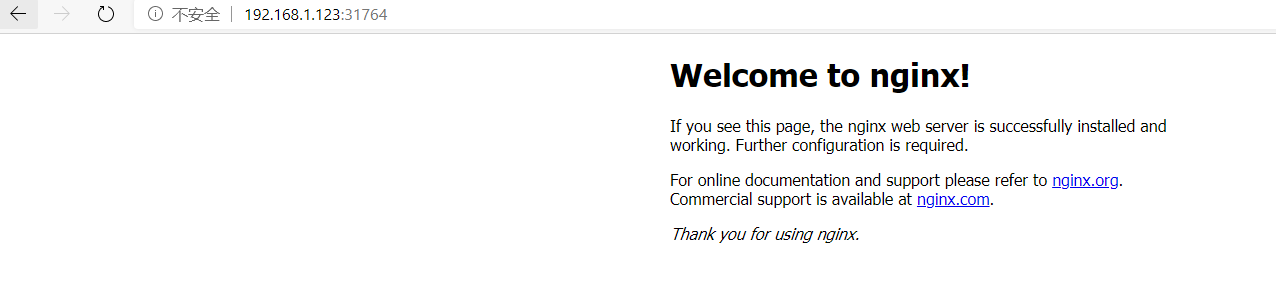 不安全 192.168.1.123:31764
Welcome to nginx!
If you see this page, the nginx web server is successfully installed and
working. Further configuration is required.
For online documentation and support please refer to nginx.org.
Commercial support is available at nginx.com.
Thank you for using nginx.